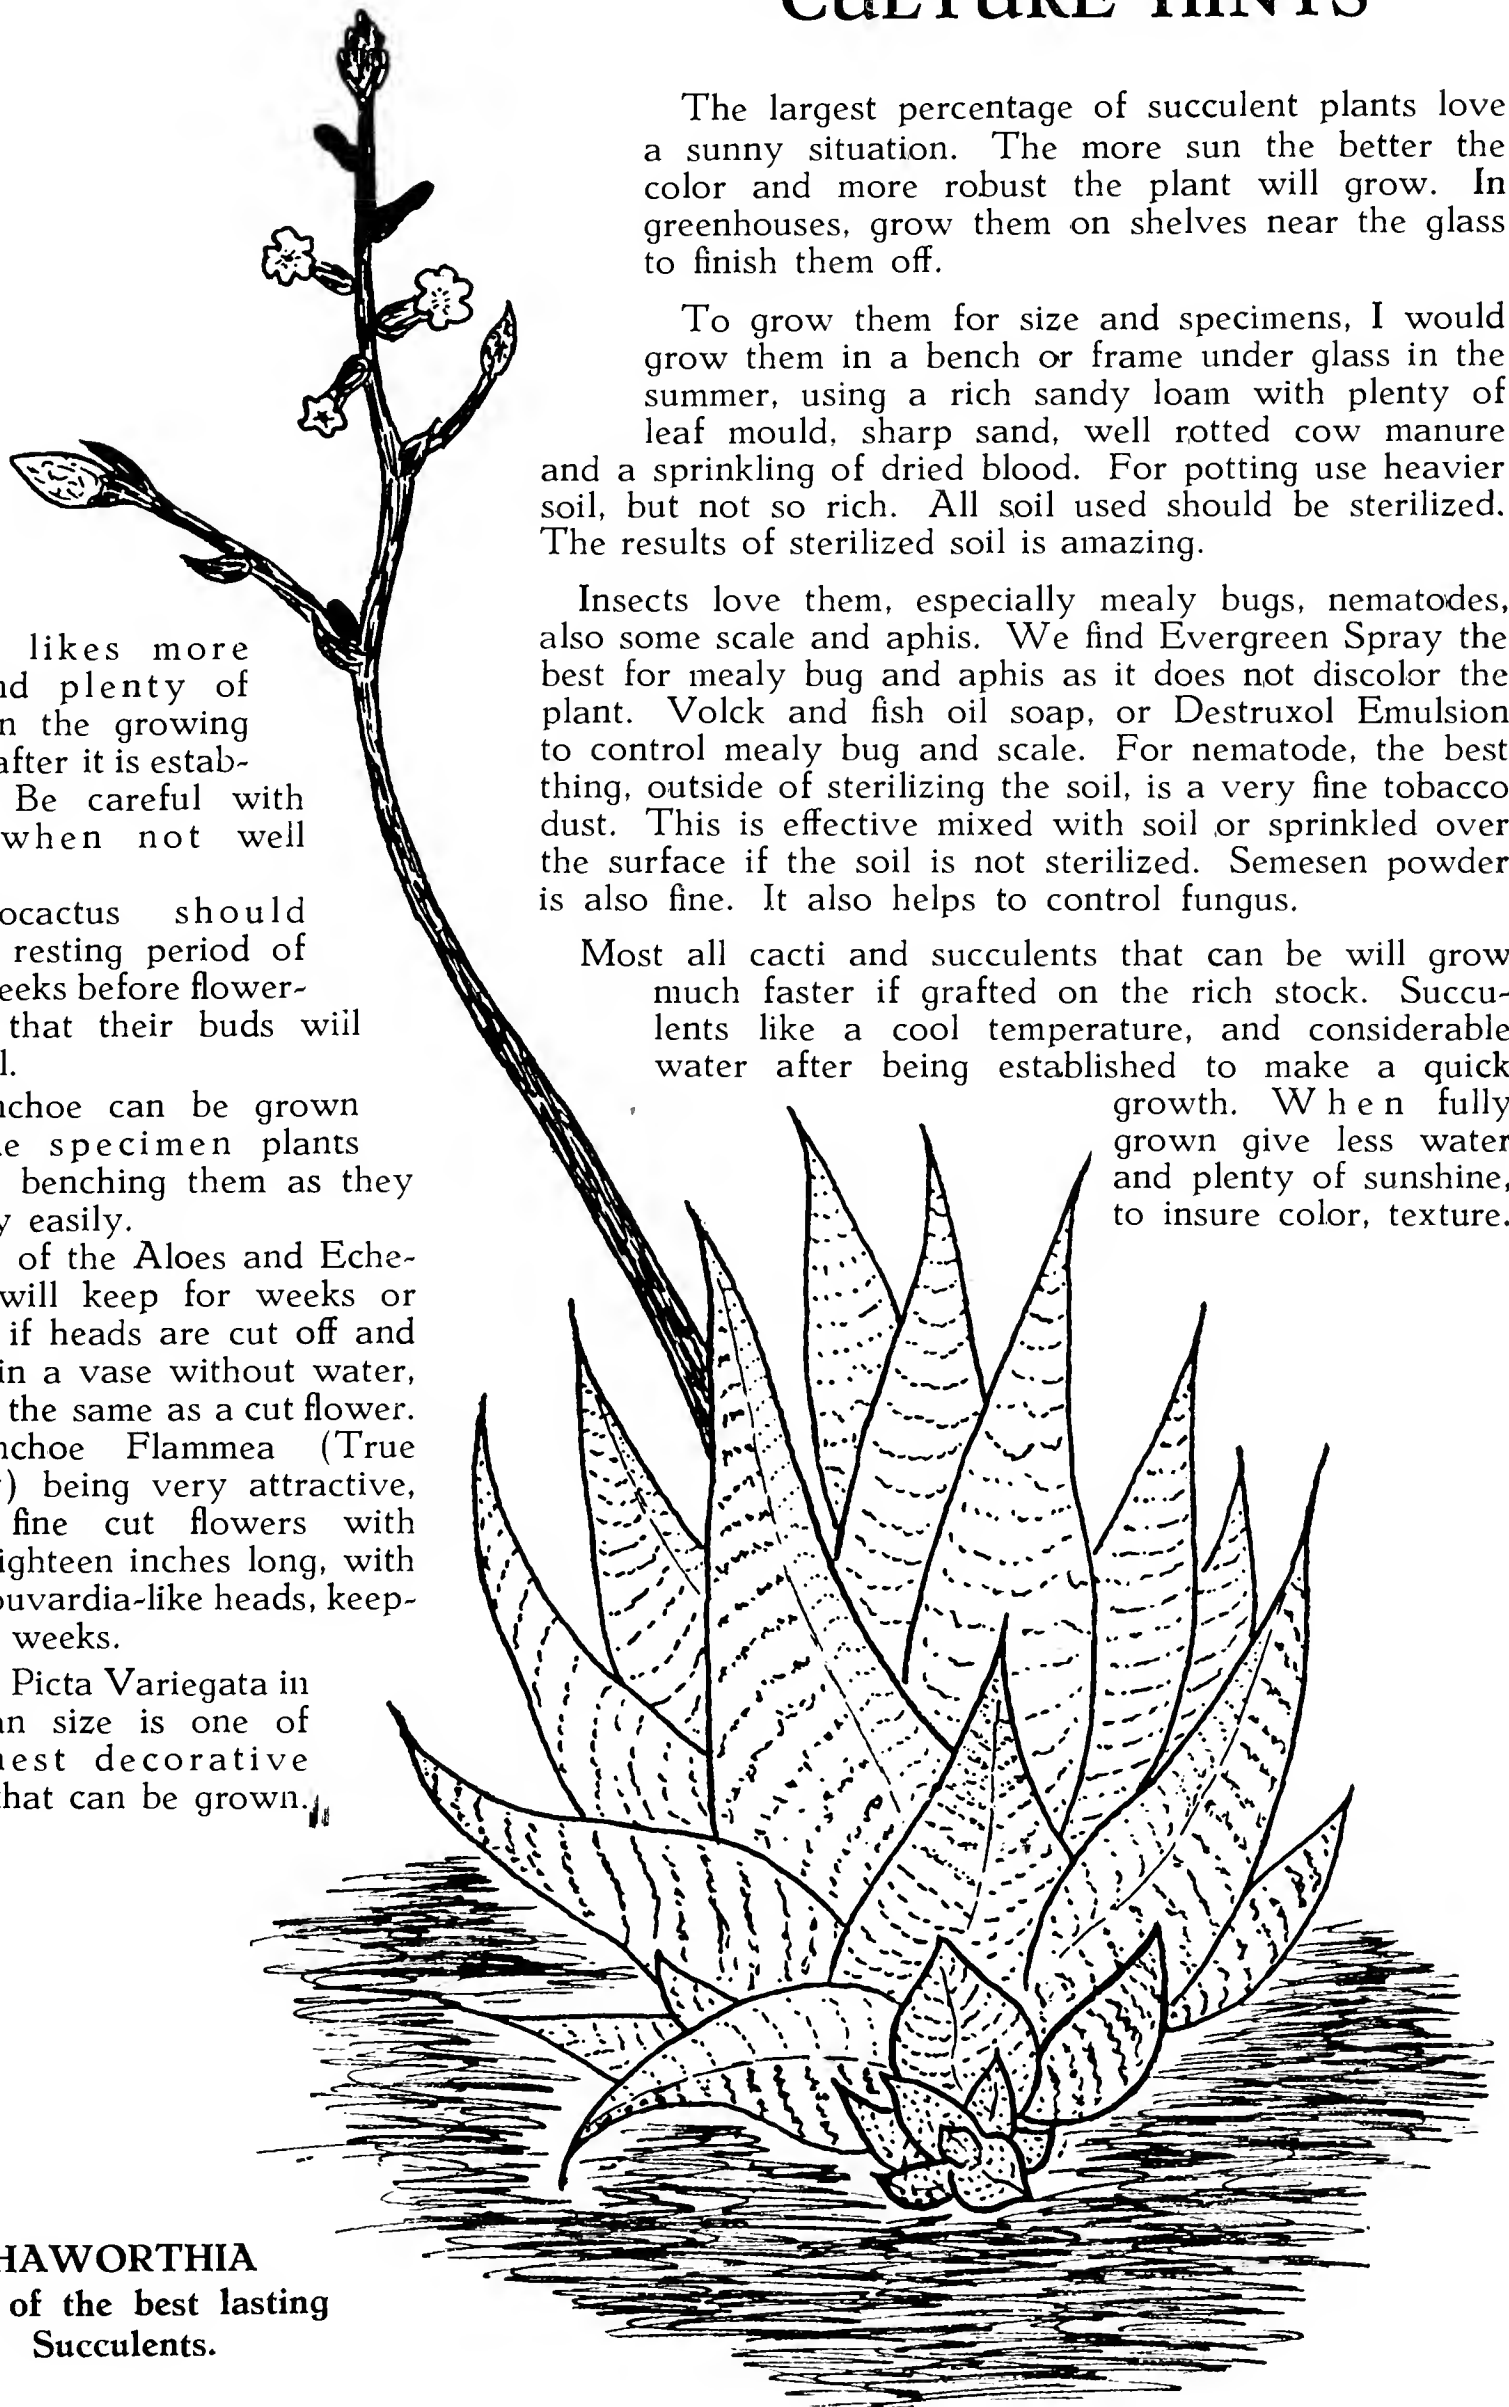 CULTURE HINTS
The largest percentage of succulent plants love
a sunny situation. The more sun the better the
color and more robust the plant will grow. In
greenhouses, grow them on shelves near the glass
to finish them off.
To grow them for size and specimens, I would
grow them in a bench or frame under glass in the
summer, using a rich sandy loam with plenty of
leaf mould, sharp sand, well rotted cow manure
and a sprinkling of dried blood. For potting use heavier
soil, but not so rich. All soil used should be sterilized.
The results of sterilized soil is amazing.
Insects love them, especially mealy bugs, nematodes,
also some scale and aphis. We find Evergreen Spray the
best for mealy bug and aphis as it does not discolor the
plant. Volck and fish oil soap, or Destruxol Emulsion
to control mealy bug and scale. For nematode, the best
thing, outside of sterilizing the soil, is a very fine tobacco
dust. This is effective mixed with soil or sprinkled over
the surface if the soil is not sterilized. Semesen powder
is also fine. It also helps to control fungus.
Most all cacti and succulents that can be will grow
much faster if grafted on the rich stock. Succu-
lents like a cool temperature, and considerable
water after being established to make a quick
growth. When fully
grown give less water
and plenty of sunshine,
to insure color, texture.
likes more
nd plenty of
n the growing
after it is estab-
Be careful with
when not well
ocactus should
resting period of
eeks before flower-
that their buds will
l.
nchoe can be grown
e specimen plants
benching them as they
y easily.
of the Aloes and Eche-
will keep for weeks or
if heads are cut off and
in a vase without water,
the same as a cut flower.
nchoe Flammea (True
) being very attractive,
fine cut flowers with
ighteen inches long, with
ouvardia-like heads, keep-
weeks.
Picta Variegata in
an size is one of
nest decorative
that can be grown.
HAWORTHIA
of the best lasting
Succulents.